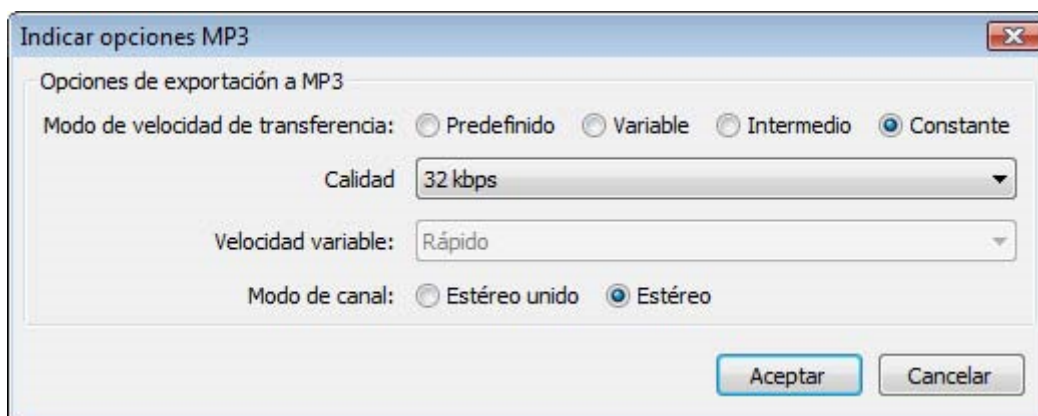 Indicar opciones MP3
Opciones de exportación a MP3
Modo de velocidad de transferencia: Predefinido Variable Intermedio Constante
Calidad 32 kbps
Velocidad variable: Rápido
Modo de canal: Estéreo unido Estéreo
Aceptar Cancelar